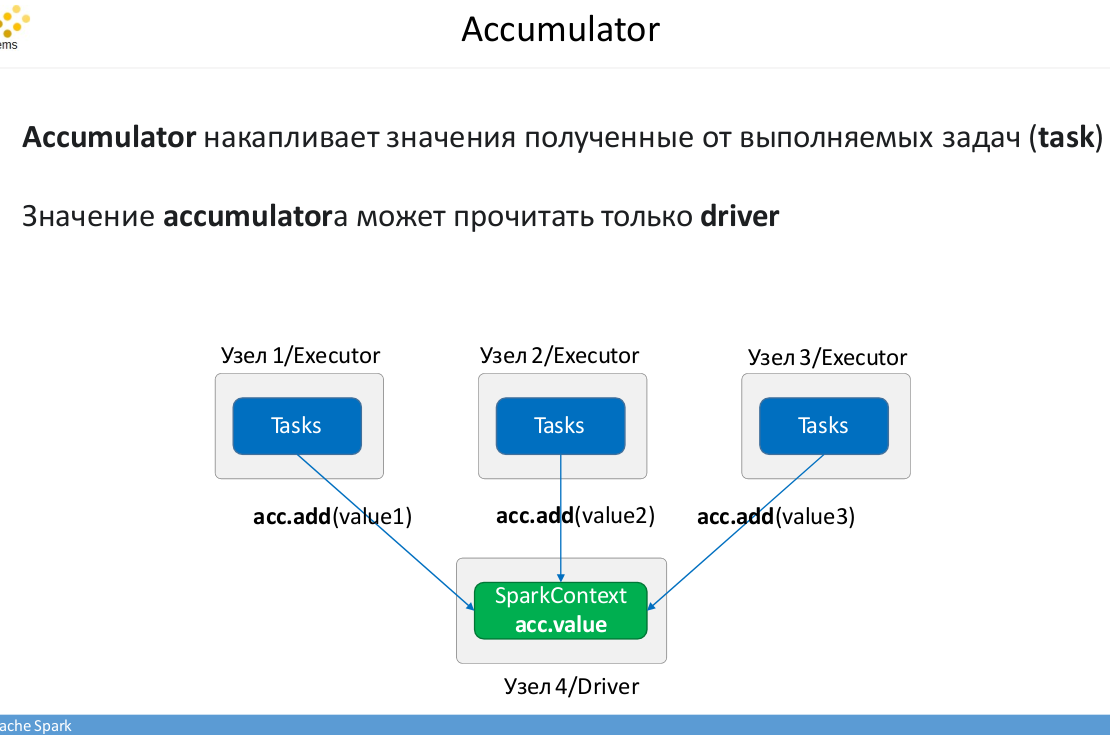 Accumulator
ems
Accumulator накапливает значения полученные от выполняемых задач (task)
Значение accumulatorа может прочитать только driver
Узел 1/Executor
Узел 2/Executor
Узел 3/Executor
Tasks
Tasks
Tasks
acc.add(value1)
acc.add(value2)
acc.add(value3)
SparkContext
acc.value
Узел 4/Driver
ache Spark